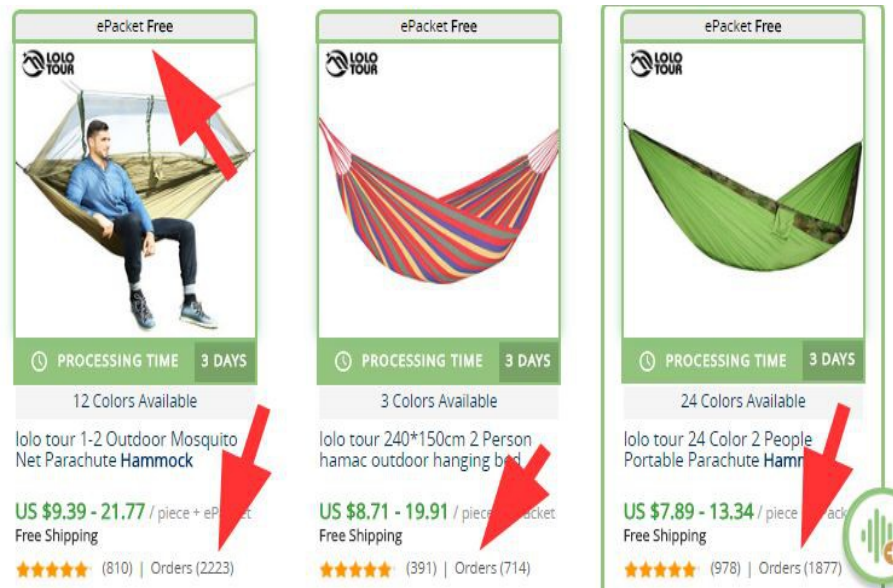 ePacket Free
LOLO
TOUR
PROCESSING TIME 3 DAYS
12 Colors Available
lolo tour 1-2 Outdoor Mosquito
Net Parachute Hammock
US $9.39 - 21.77 / piece +
Free Shipping
(810) | Orders (2223)
ePacket Free
LOLO
TOUR
PROCESSING TIME 3 DAYS
3 Colors Available
lolo tour 240*150cm 2 Person
hamac outdoor hanging bed
US $8.71 - 19.91 / piece
Free Shipping
(391) | Orders (714)
ePacket Free
LOLO
TOUR
PROCESSING TIME 3 DAYS
24 Colors Available
lolo tour 24 Color 2 People
Portable Parachute
US $7.89 - 13.34 / piece
Free Shipping
(978) | Orders (1877)